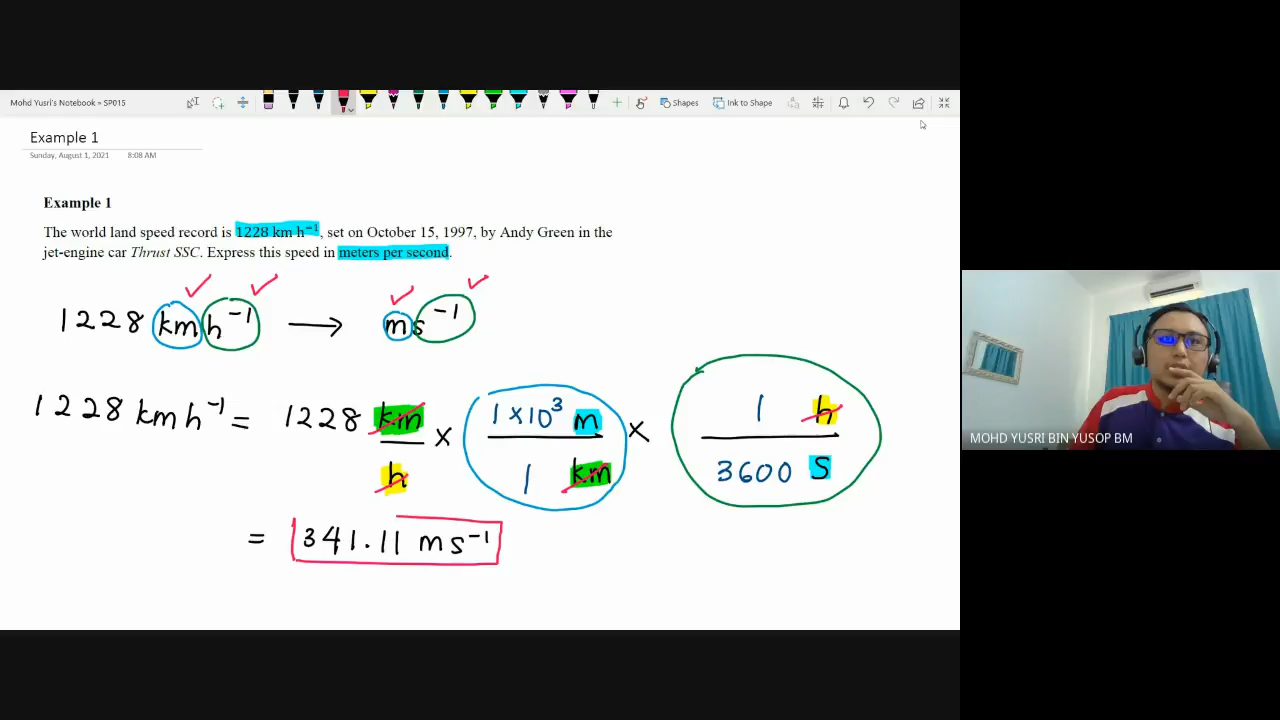 Mohd Yusri's Notebook » SP015
Shapes
Ink to Shape
Example 1
Sunday, August 1, 2021 8:08 AM
Example 1
The world land speed record is 1228 km h⁻¹, set on October 15, 1997, by Andy Green in the
jet-engine car Thrust SSC. Express this speed in meters per second.
1228 km h⁻¹ → m s⁻¹
1228 km h⁻¹ = 1228 km/h × 1×10³ m/1 km × 1 h/3600 s
= 341.11 m s⁻¹
MOHD YUSRI BIN YUSOP BM